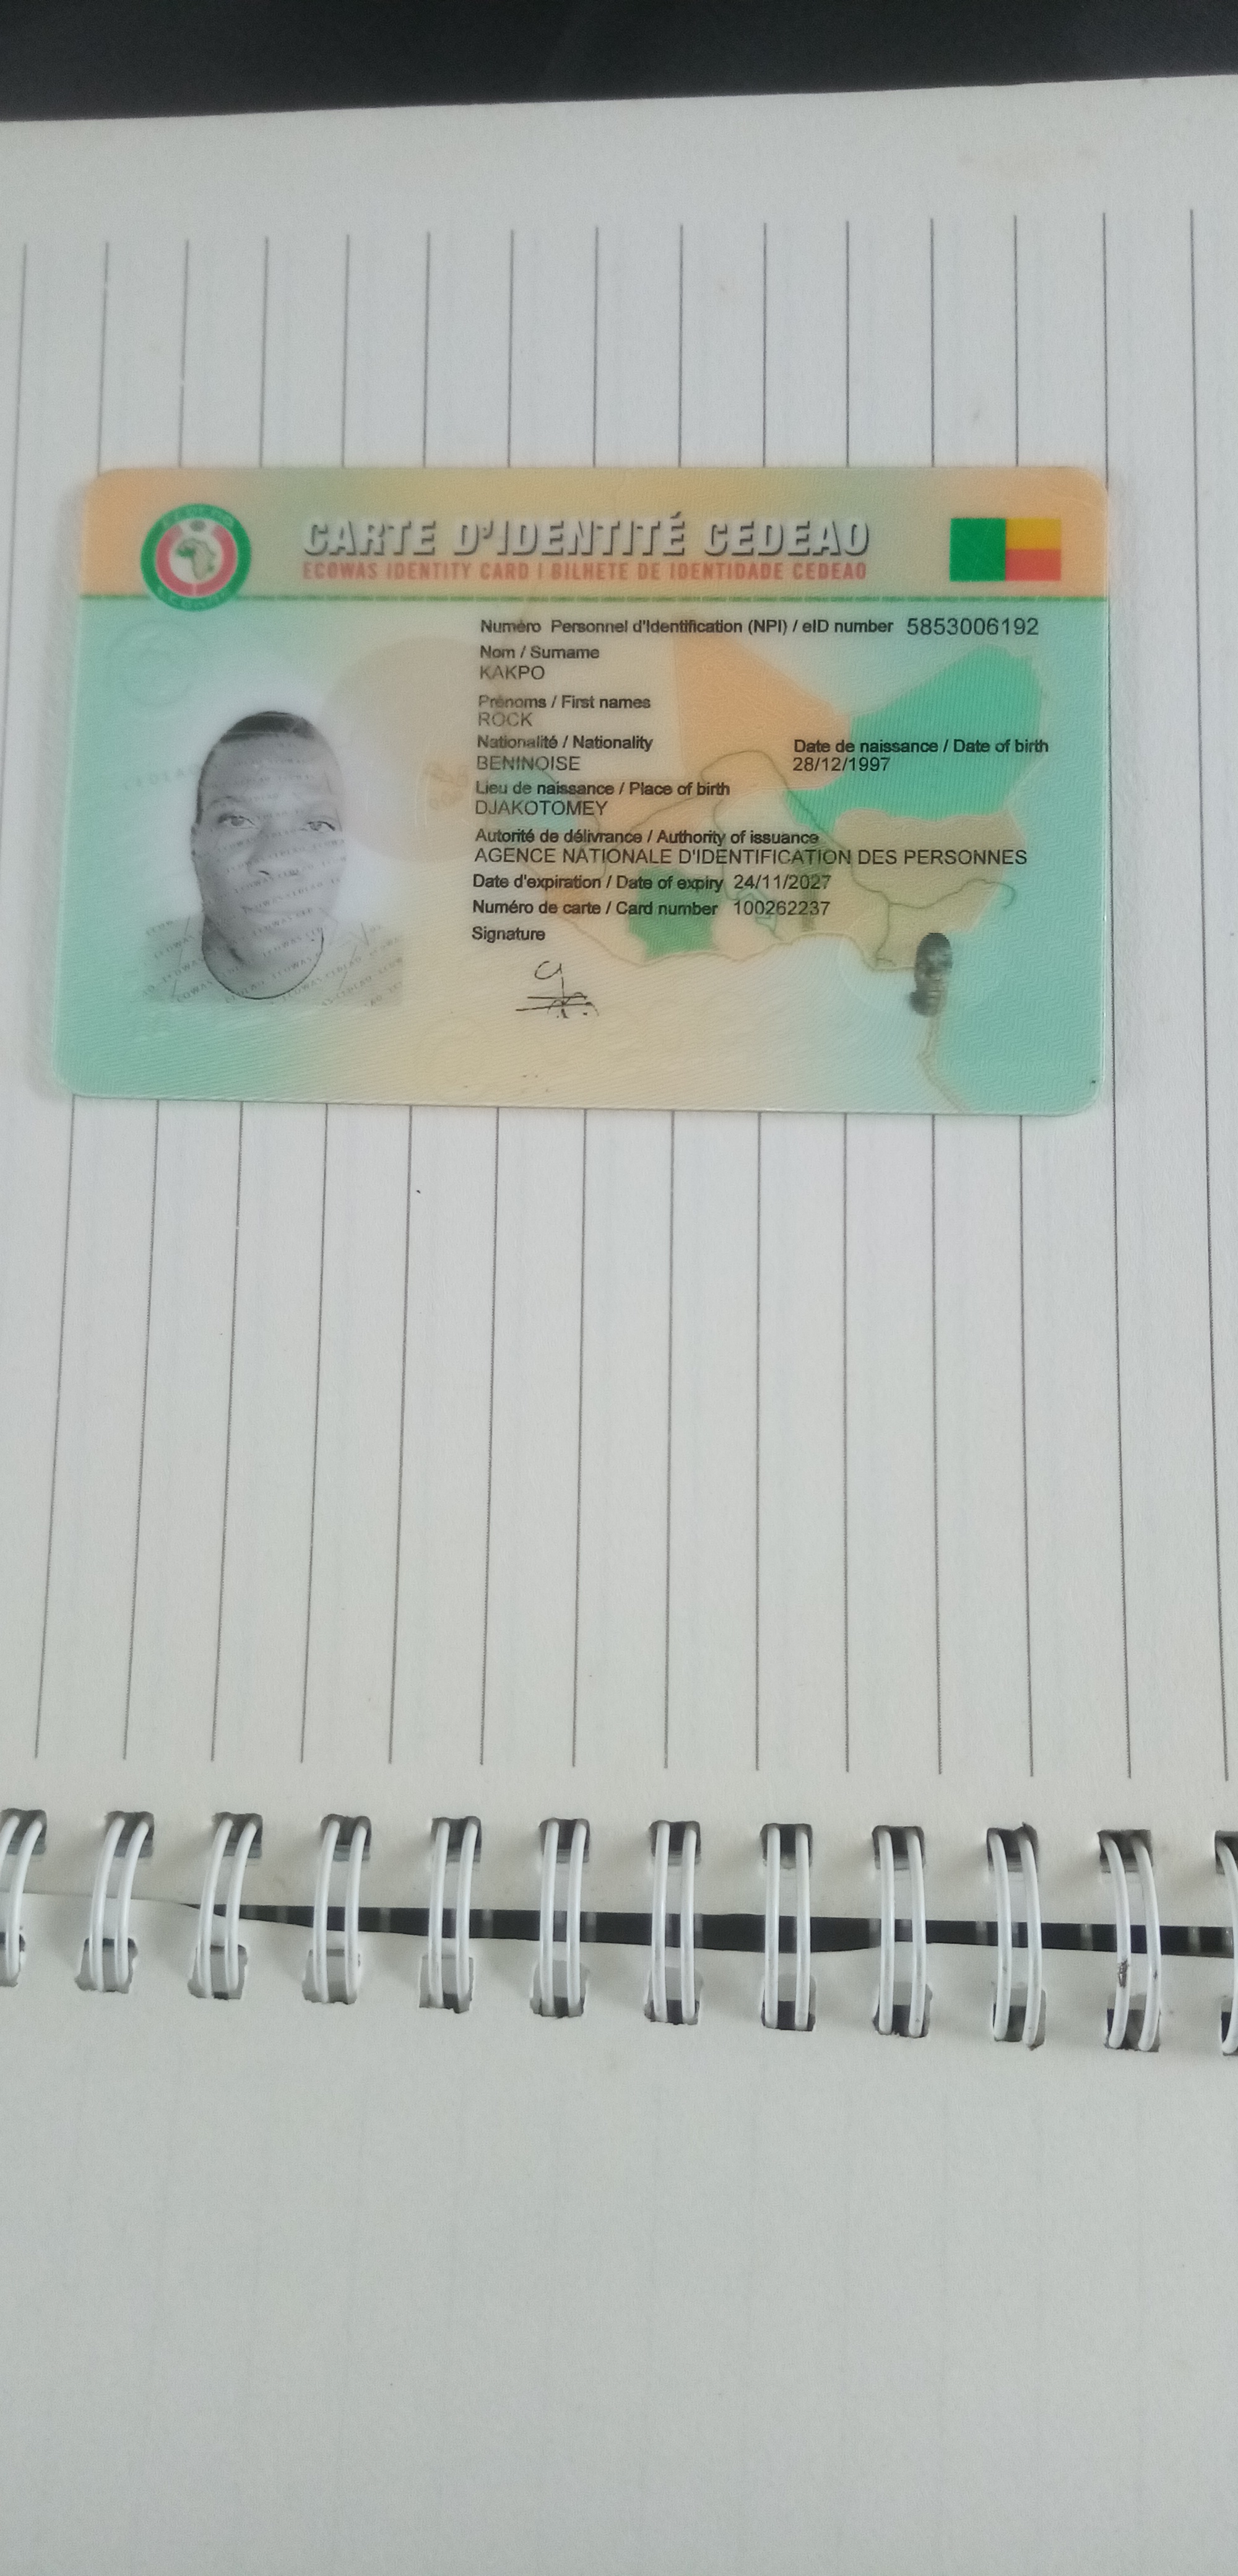 CARTE D'IDENTITÉ CEDEAO
ECOWAS IDENTITY CARD | BILHETE DE IDENTIDADE CEDEAO
Numéro Personnel d'Identification (NPI) / eID number 5853006192
Nom / Surname
KAKPO
Prénoms / First names
ROCK
Nationalité / Nationality
BENINOISE
Date de naissance / Date of birth
28/12/1997
Lieu de naissance / Place of birth
DJAKOTOMEY
Autorité de délivrance / Authority of issuance
AGENCE NATIONALE D'IDENTIFICATION DES PERSONNES
Date d'expiration / Date of expiry 24/11/2027
Numéro de carte / Card number 100262237
Signature